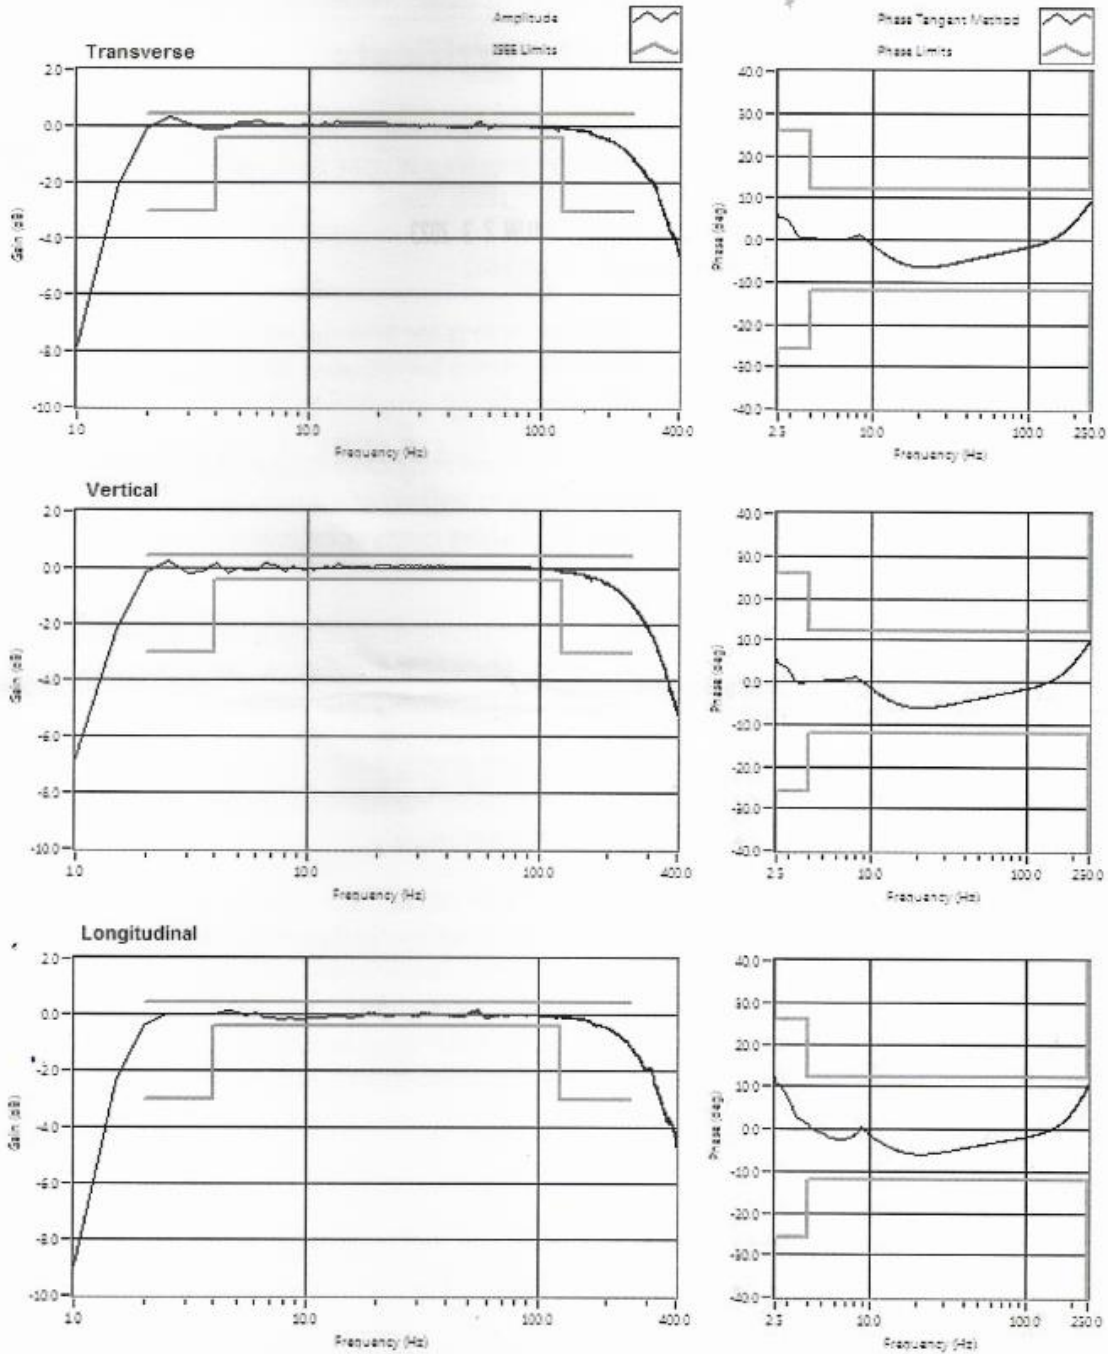 Amplitude
ISEE Limits
Phase Tangent Method
Phase Limits
Transverse
2.0
0.0
-2.0
-4.0
-6.0
-8.0
-10.0
Gain (dB)
1.0 10.0 100.0 400.0
Frequency (Hz)
40.0
30.0
20.0
10.0
0.0
-10.0
-20.0
-30.0
-40.0
Phase (deg)
2.5 10.0 100.0 250.0
Frequency (Hz)
Vertical
2.0
0.0
-2.0
-4.0
-6.0
-8.0
-10.0
Gain (dB)
1.0 10.0 100.0 400.0
Frequency (Hz)
40.0
30.0
20.0
10.0
0.0
-10.0
-20.0
-30.0
-40.0
Phase (deg)
2.5 10.0 100.0 250.0
Frequency (Hz)
Longitudinal
2.0
0.0
-2.0
-4.0
-6.0
-8.0
-10.0
Gain (dB)
1.0 10.0 100.0 400.0
Frequency (Hz)
40.0
30.0
20.0
10.0
0.0
-10.0
-20.0
-30.0
-40.0
Phase (deg)
2.5 10.0 100.0 250.0
Frequency (Hz)